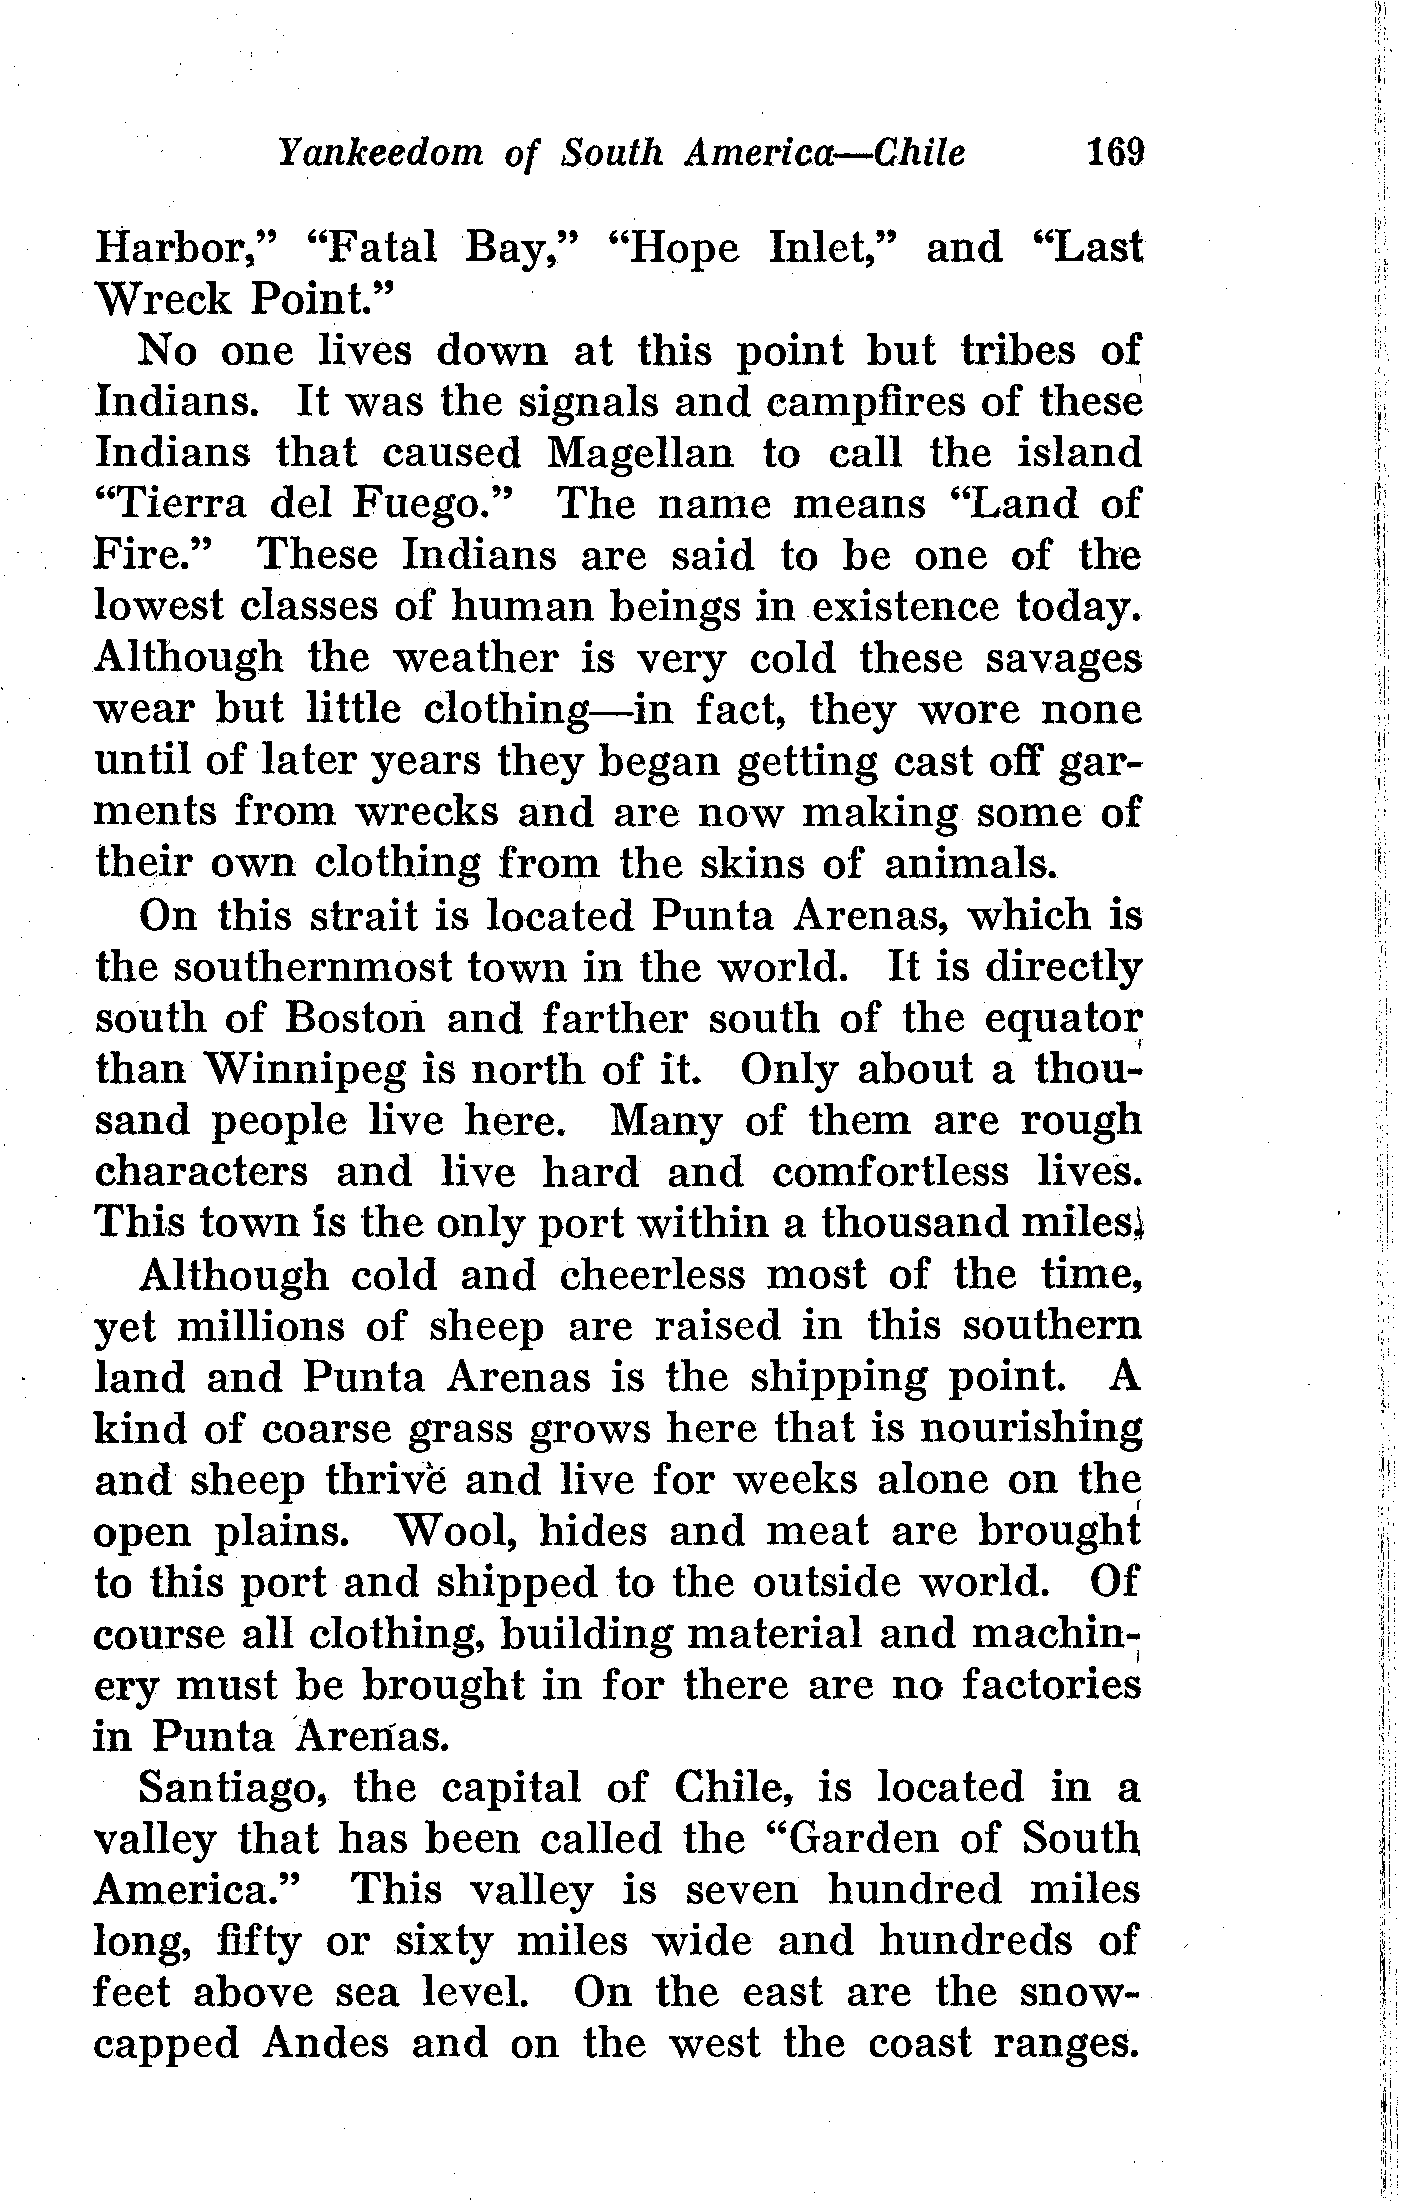 Yankeedom of South America—Chile 169
Harbor,” “Fatal Bay,” “Hope Inlet,” and “Last
Wreck Point.”
No one lives down at this point but tribes of
Indians. It was the signals and campfires of these
Indians that caused Magellan to call the island
“Tierra del Fuego.” The name means “Land of
Fire.” These Indians are said to be one of the
lowest classes of human beings in existence today.
Although the weather is very cold these savages
wear but little clothing—in fact, they wore none
until of later years they began getting cast off gar-
ments from wrecks and are now making some of
their own clothing from the skins of animals.
On this strait is located Punta Arenas, which is
the southernmost town in the world. It is directly
south of Boston and farther south of the equator
than Winnipeg is north of it. Only about a thou-
sand people live here. Many of them are rough
characters and live hard and comfortless lives.
This town is the only port within a thousand miles.
Although cold and cheerless most of the time,
yet millions of sheep are raised in this southern
land and Punta Arenas is the shipping point. A
kind of coarse grass grows here that is nourishing
and sheep thrive and live for weeks alone on the
open plains. Wool, hides and meat are brought
to this port and shipped to the outside world. Of
course all clothing, building material and machin-
ery must be brought in for there are no factories
in Punta Arenas.
Santiago, the capital of Chile, is located in a
valley that has been called the “Garden of South
America.” This valley is seven hundred miles
long, fifty or sixty miles wide and hundreds of
feet above sea level. On the east are the snow-
capped Andes and on the west the coast ranges.